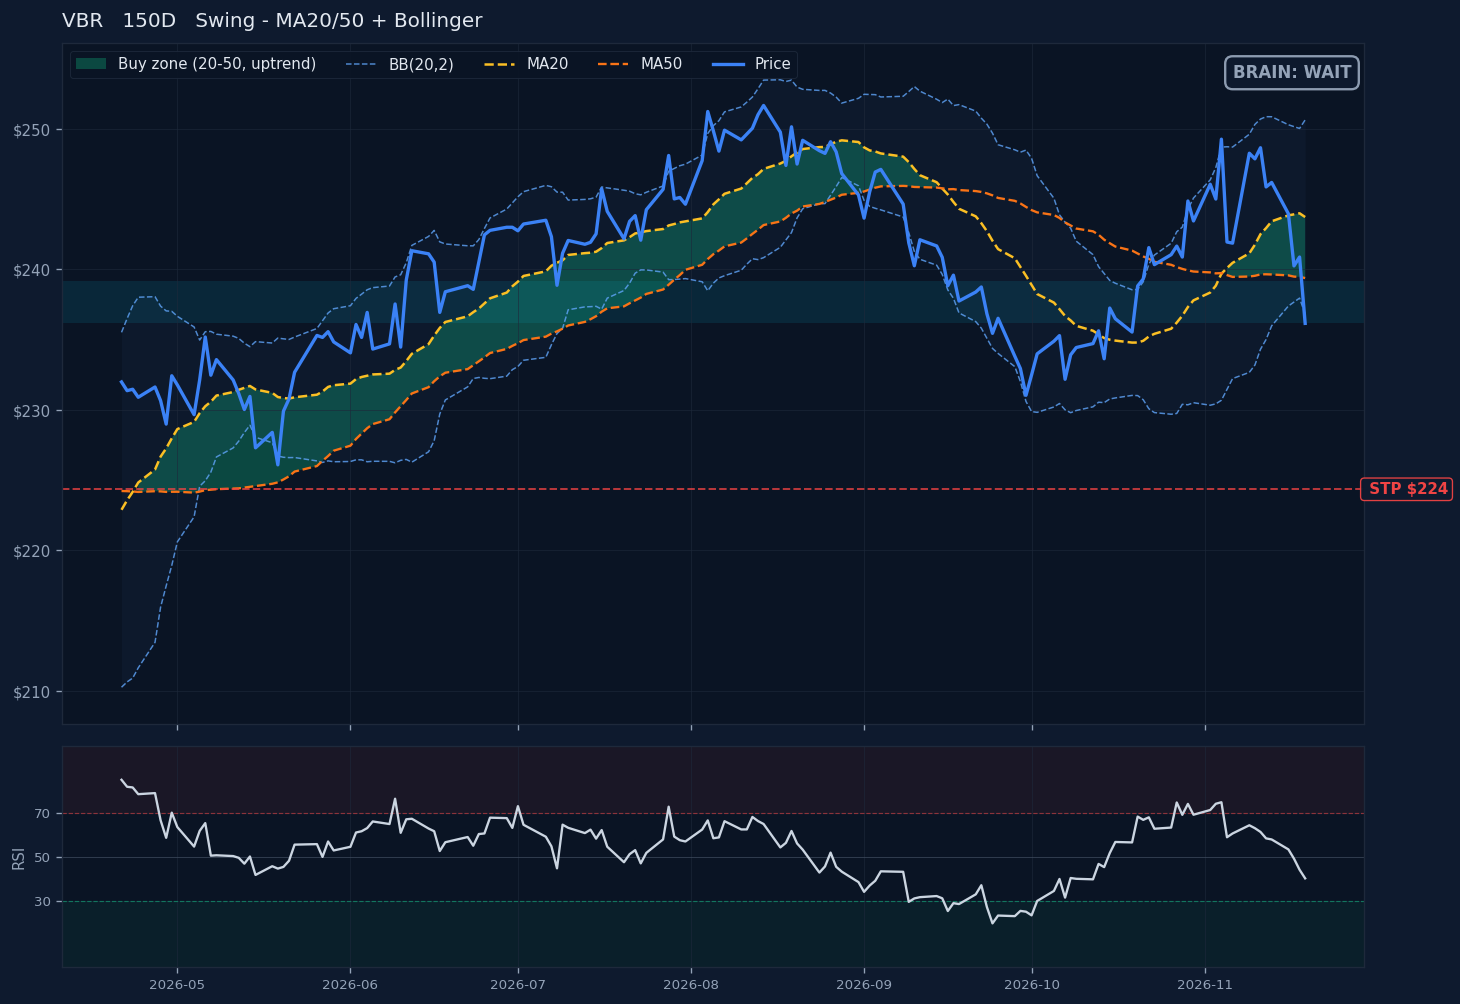 VBR 150D Swing - MA20/50 + Bollinger
Buy zone (20-50, uptrend) BB(20,2) MA20 MA50 Price
BRAIN: WAIT
$250
$240
$230
$220
$210
STP $224
RSI
70
50
30
2026-05 2026-06 2026-07 2026-08 2026-09 2026-10 2026-11